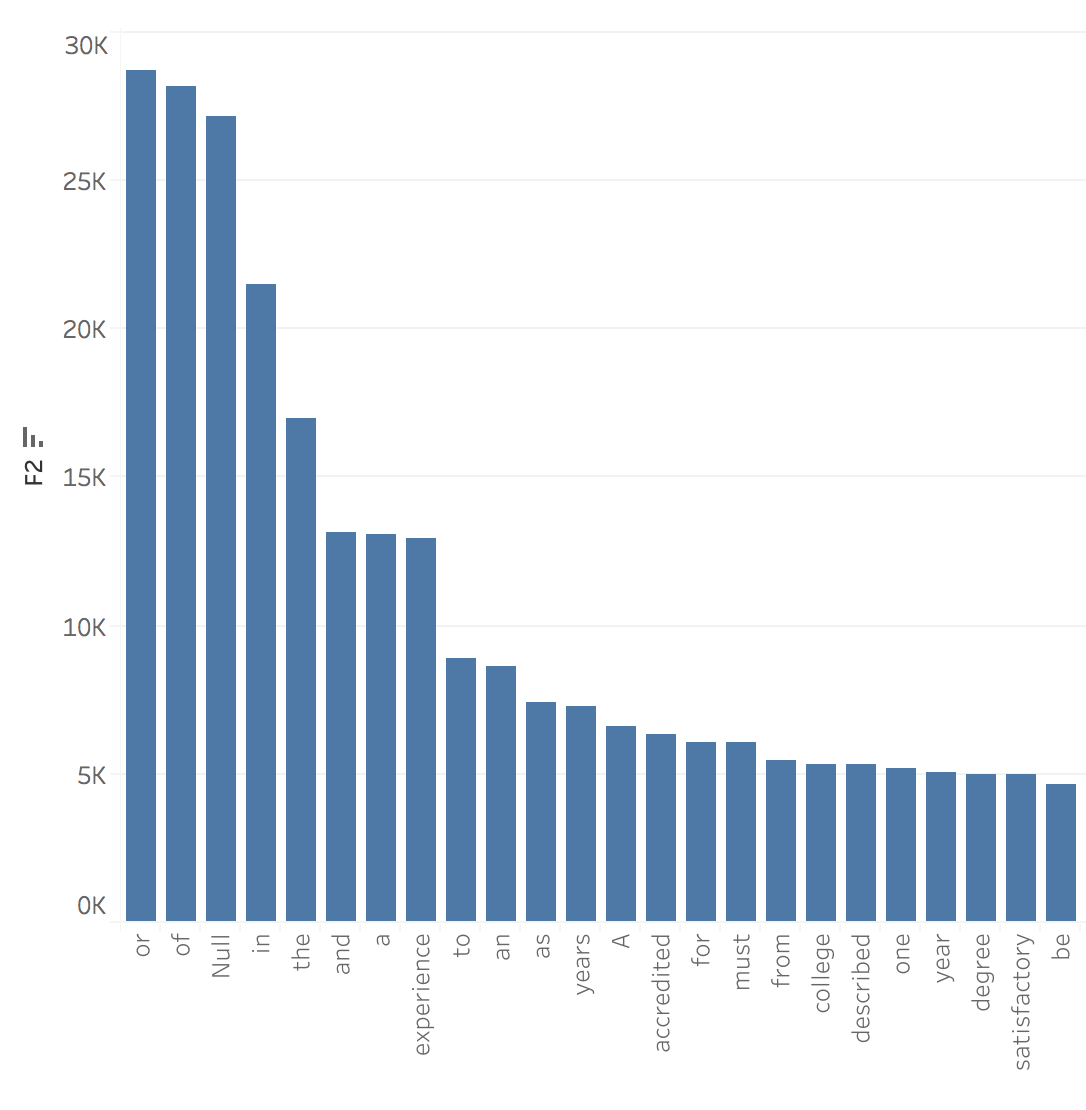 30K
25K
20K
15K
10K
5K
0K
F2
or
of
Null
in
the
and
a
experience
to
an
as
years
A
accredited
for
must
from
college
described
one
year
degree
satisfactory
be